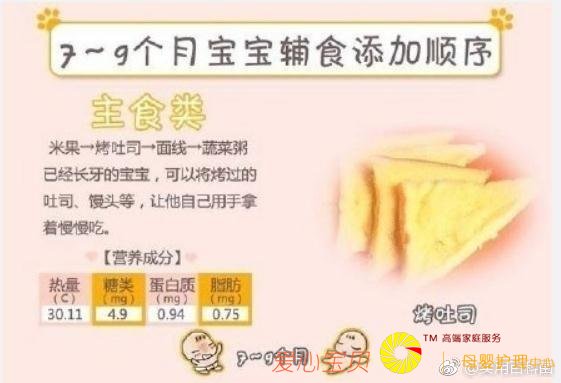 7~9个月宝宝辅食添加顺序
主食类
米果→烤吐司→面线→蔬菜粥
已经长牙的宝宝，可以将烤过的
吐司、馒头等，让他自己用手拿
着慢慢吃。
【营养成分】
热量 糖类 蛋白质 脂肪
(C) (mg) (mg) (mg)
30.11 4.9 0.94 0.75
烤吐司
7~9个月
爱心宝贝
TM 高端家庭服务
母婴护理